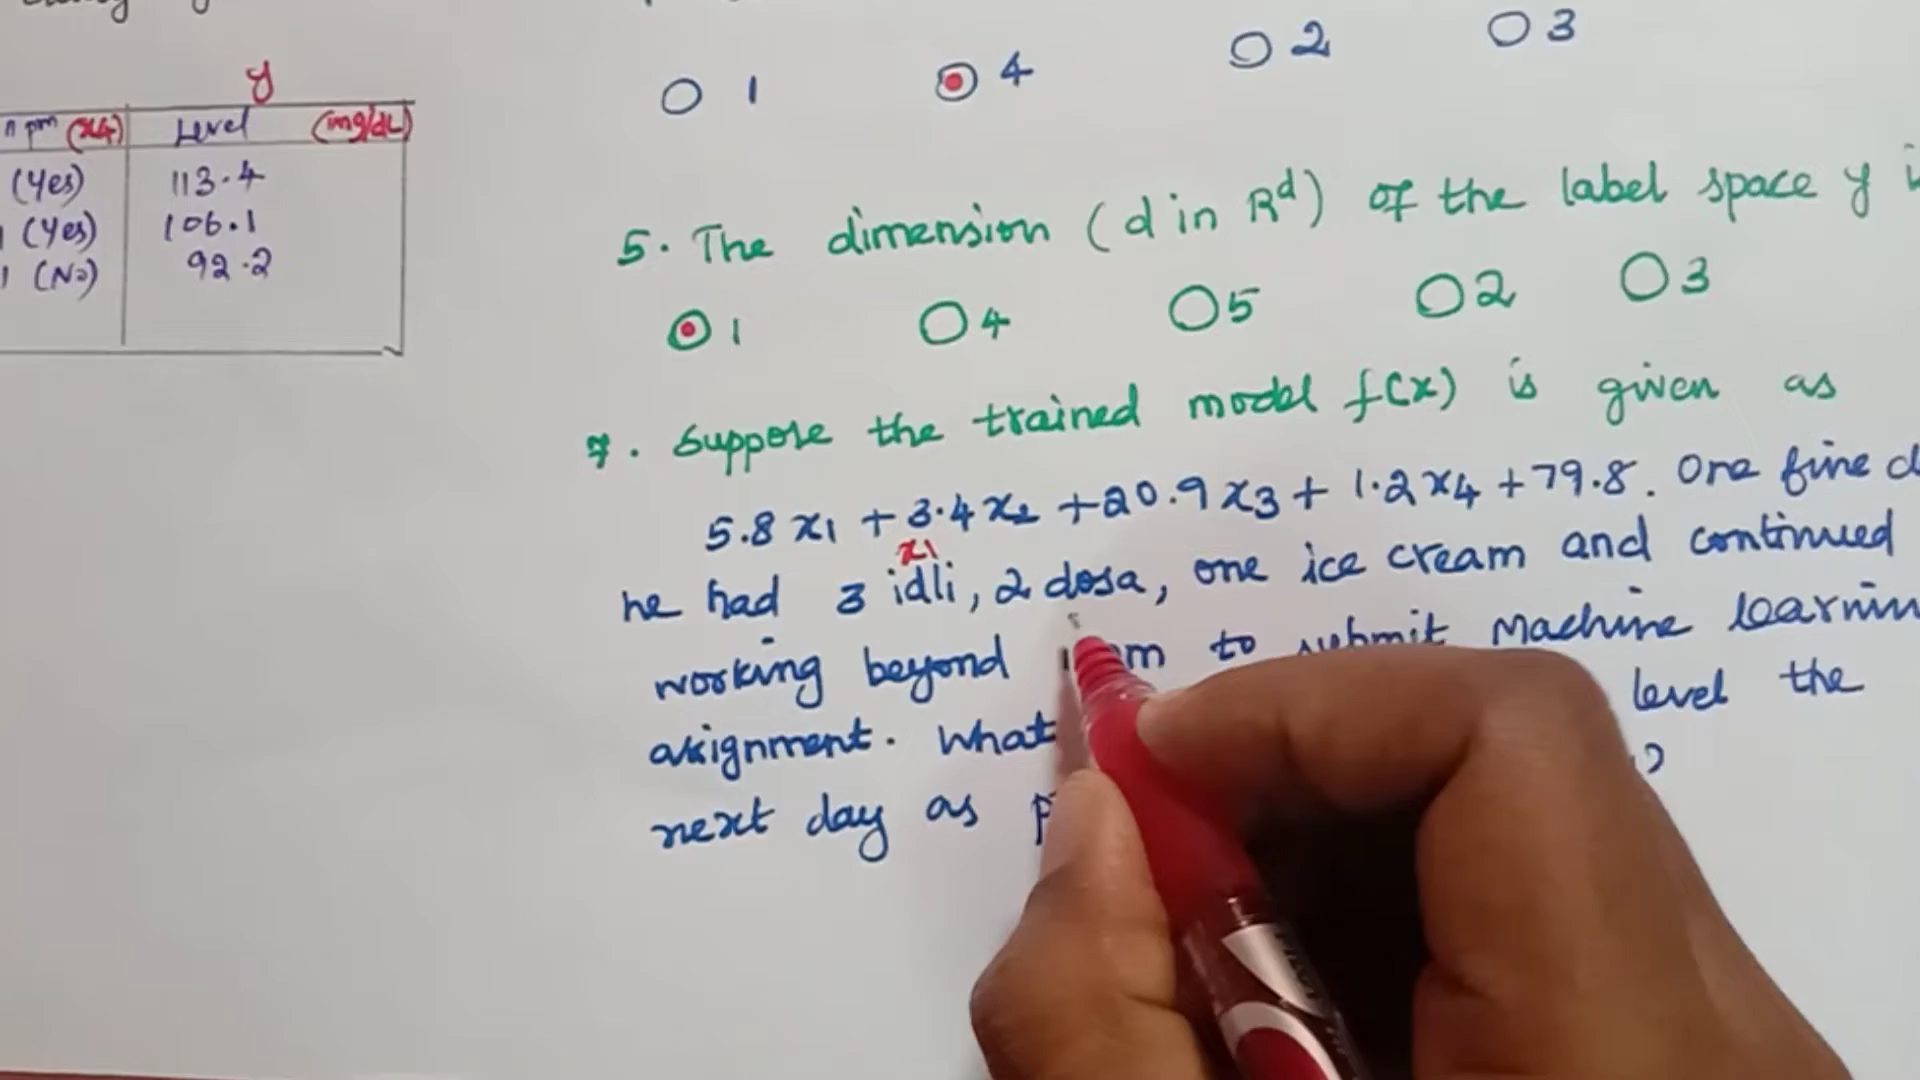 y
pm (x4) Level (mg/dL)
(Yes) 113.4
(Yes) 106.1
1 (No) 92.2
1 4 2 3
5. The dimension (d in R^d) of the label space y
1 4 5 2 3
7. Suppose the trained model f(x) is given as
5.8 x1 + 3.4 x2 + 20.9 x3 + 1.2 x4 + 79.8. One fine
x1
he had 3 idli, 2 dosa, one ice cream and continued
working beyond to submit Machine
assignment. What level the
next day as